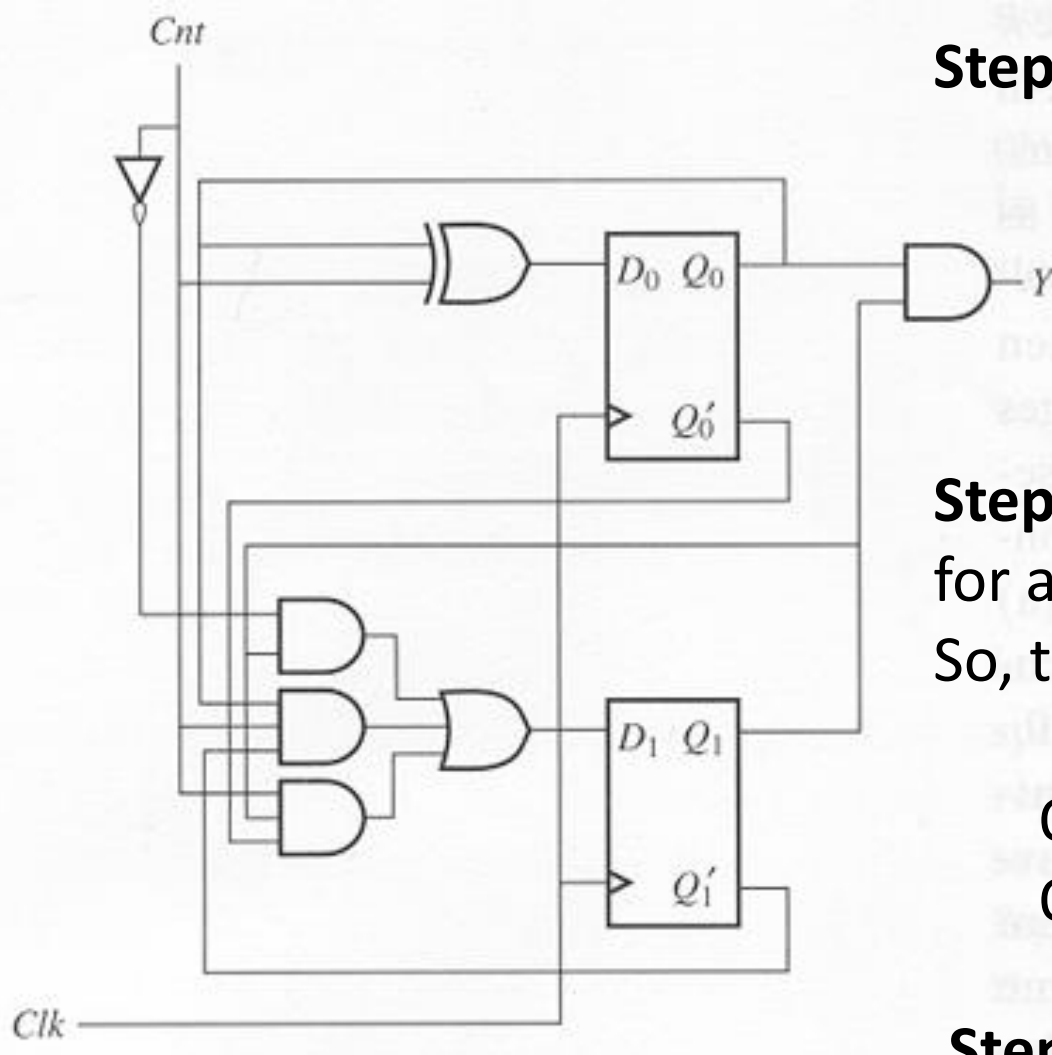 Cnt
Step
D₀ Q₀
Y
Q₀′
Step
for a
So, t
D₁ Q₁
Q₁′
Clk
Step